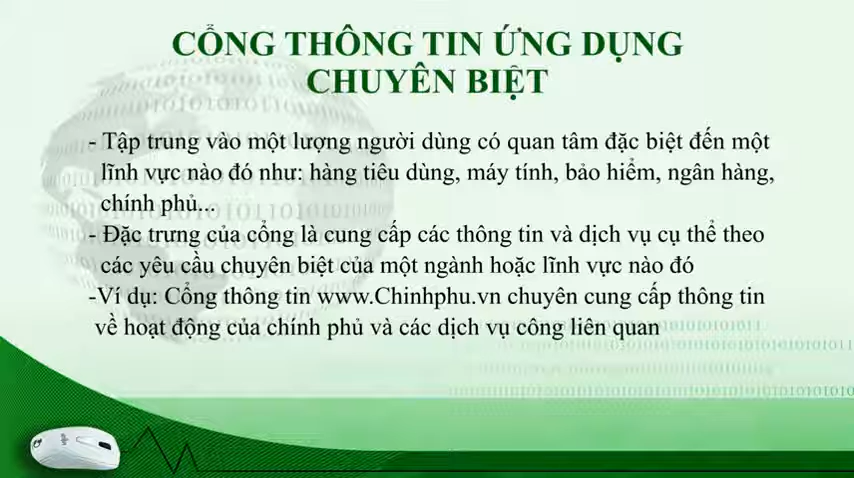 CỔNG THÔNG TIN ỨNG DỤNG
CHUYÊN BIỆT
- Tập trung vào một lượng người dùng có quan tâm đặc biệt đến một
lĩnh vực nào đó như: hàng tiêu dùng, máy tính, bảo hiểm, ngân hàng,
chính phủ...
- Đặc trưng của cổng là cung cấp các thông tin và dịch vụ cụ thể theo
các yêu cầu chuyên biệt của một ngành hoặc lĩnh vực nào đó
-Ví dụ: Cổng thông tin www.Chinhphu.vn chuyên cung cấp thông tin
về hoạt động của chính phủ và các dịch vụ công liên quan